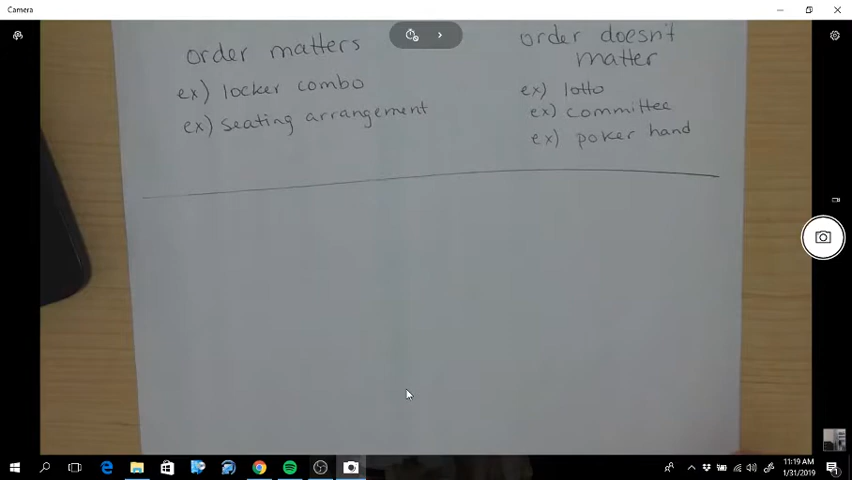 Camera
order matters
ex) locker combo
ex) seating arrangement
order doesn't
matter
ex) lotto
ex) committee
ex) poker hand
11:19 AM
1/31/2019